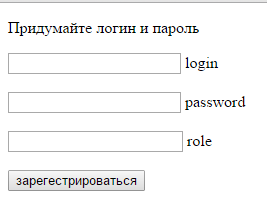 Придумайте логин и пароль
login
password
role
зарегестрироваться